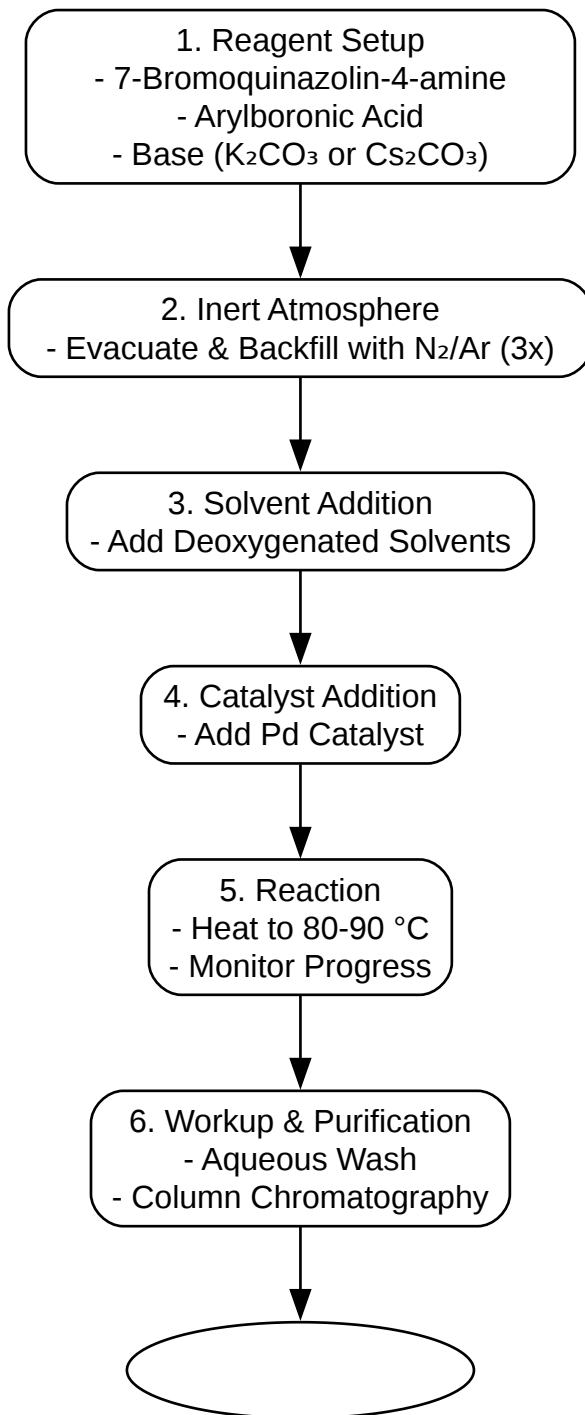 1. Reagent Setup
- 7-Bromoquinazolin-4-amine
- Arylboronic Acid
- Base (K₂CO₃ or Cs₂CO₃)
2. Inert Atmosphere
- Evacuate & Backfill with N₂/Ar (3x)
3. Solvent Addition
- Add Deoxygenated Solvents
4. Catalyst Addition
- Add Pd Catalyst
5. Reaction
- Heat to 80-90 °C
- Monitor Progress
6. Workup & Purification
- Aqueous Wash
- Column Chromatography